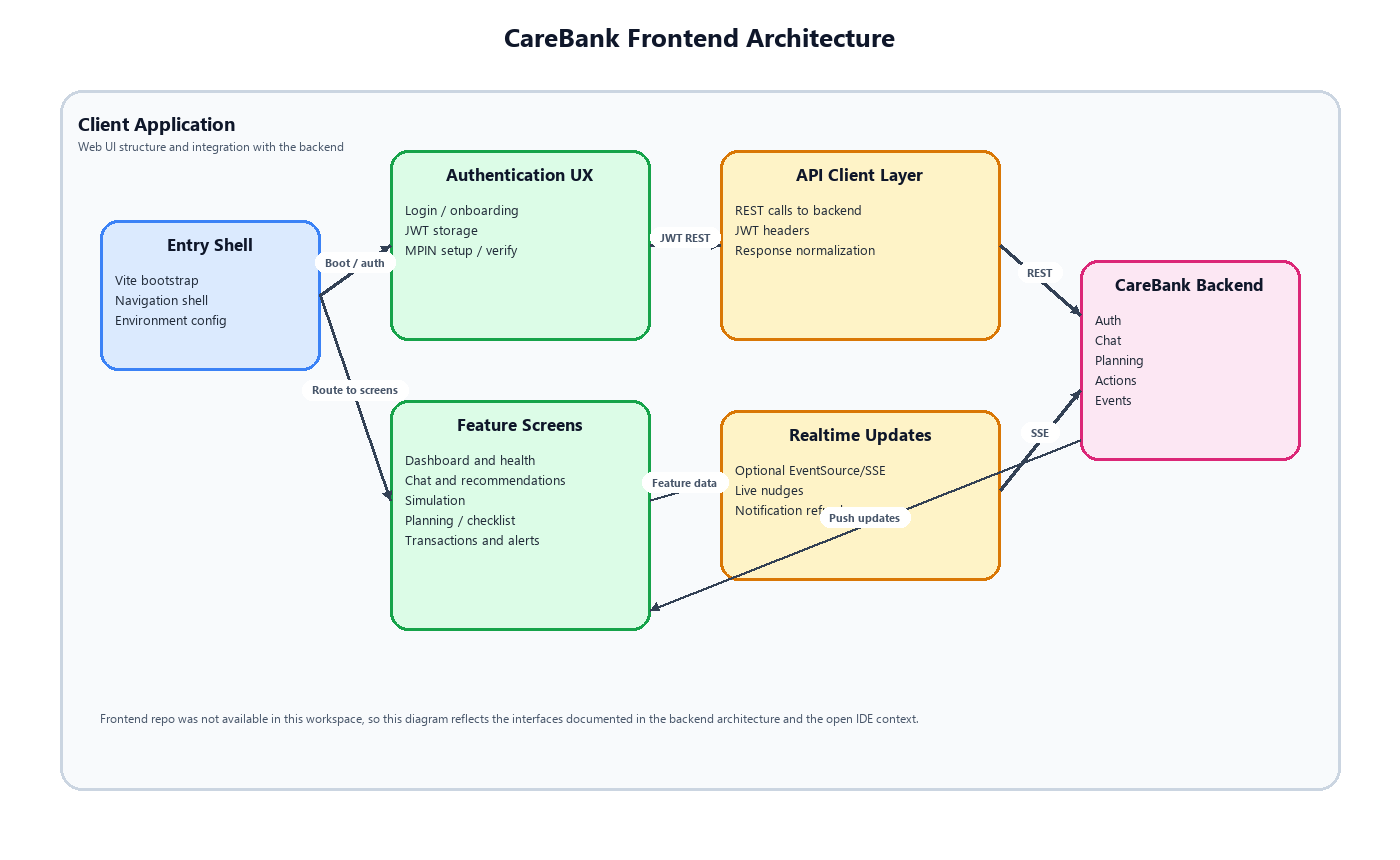 CareBank Frontend Architecture
Client Application
Web UI structure and integration with the backend
Entry Shell
Vite bootstrap
Navigation shell
Environment config
Boot / auth
Route to screens
Authentication UX
Login / onboarding
JWT storage
MPIN setup / verify
JWT REST
API Client Layer
REST calls to backend
JWT headers
Response normalization
REST
CareBank Backend
Auth
Chat
Planning
Actions
Events
Feature Screens
Dashboard and health
Chat and recommendations
Simulation
Planning / checklist
Transactions and alerts
Feature data
Realtime Updates
Optional EventSource/SSE
Live nudges
Notification
Push updates
SSE
Frontend repo was not available in this workspace, so this diagram reflects the interfaces documented in the backend architecture and the open IDE context.